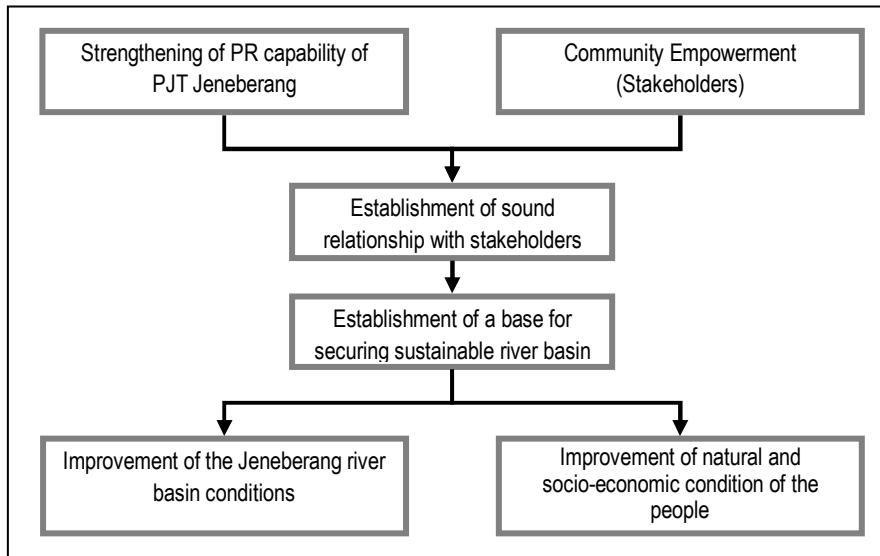 Strengthening of PR capability of
PJT Jeneberang
Community Empowerment
(Stakeholders)
Establishment of sound
relationship with stakeholders
Establishment of a base for
securing sustainable river basin
Improvement of the Jeneberang river
basin conditions
Improvement of natural and
socio-economic condition of the
people